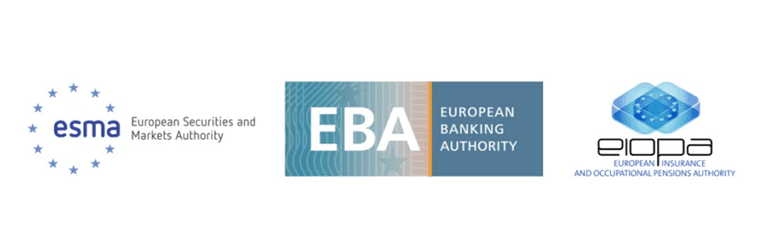 esma
European Securities and
Markets Authority
EBA
EUROPEAN
BANKING
AUTHORITY
eiopa
EUROPEAN INSURANCE
AND OCCUPATIONAL PENSIONS AUTHORITY